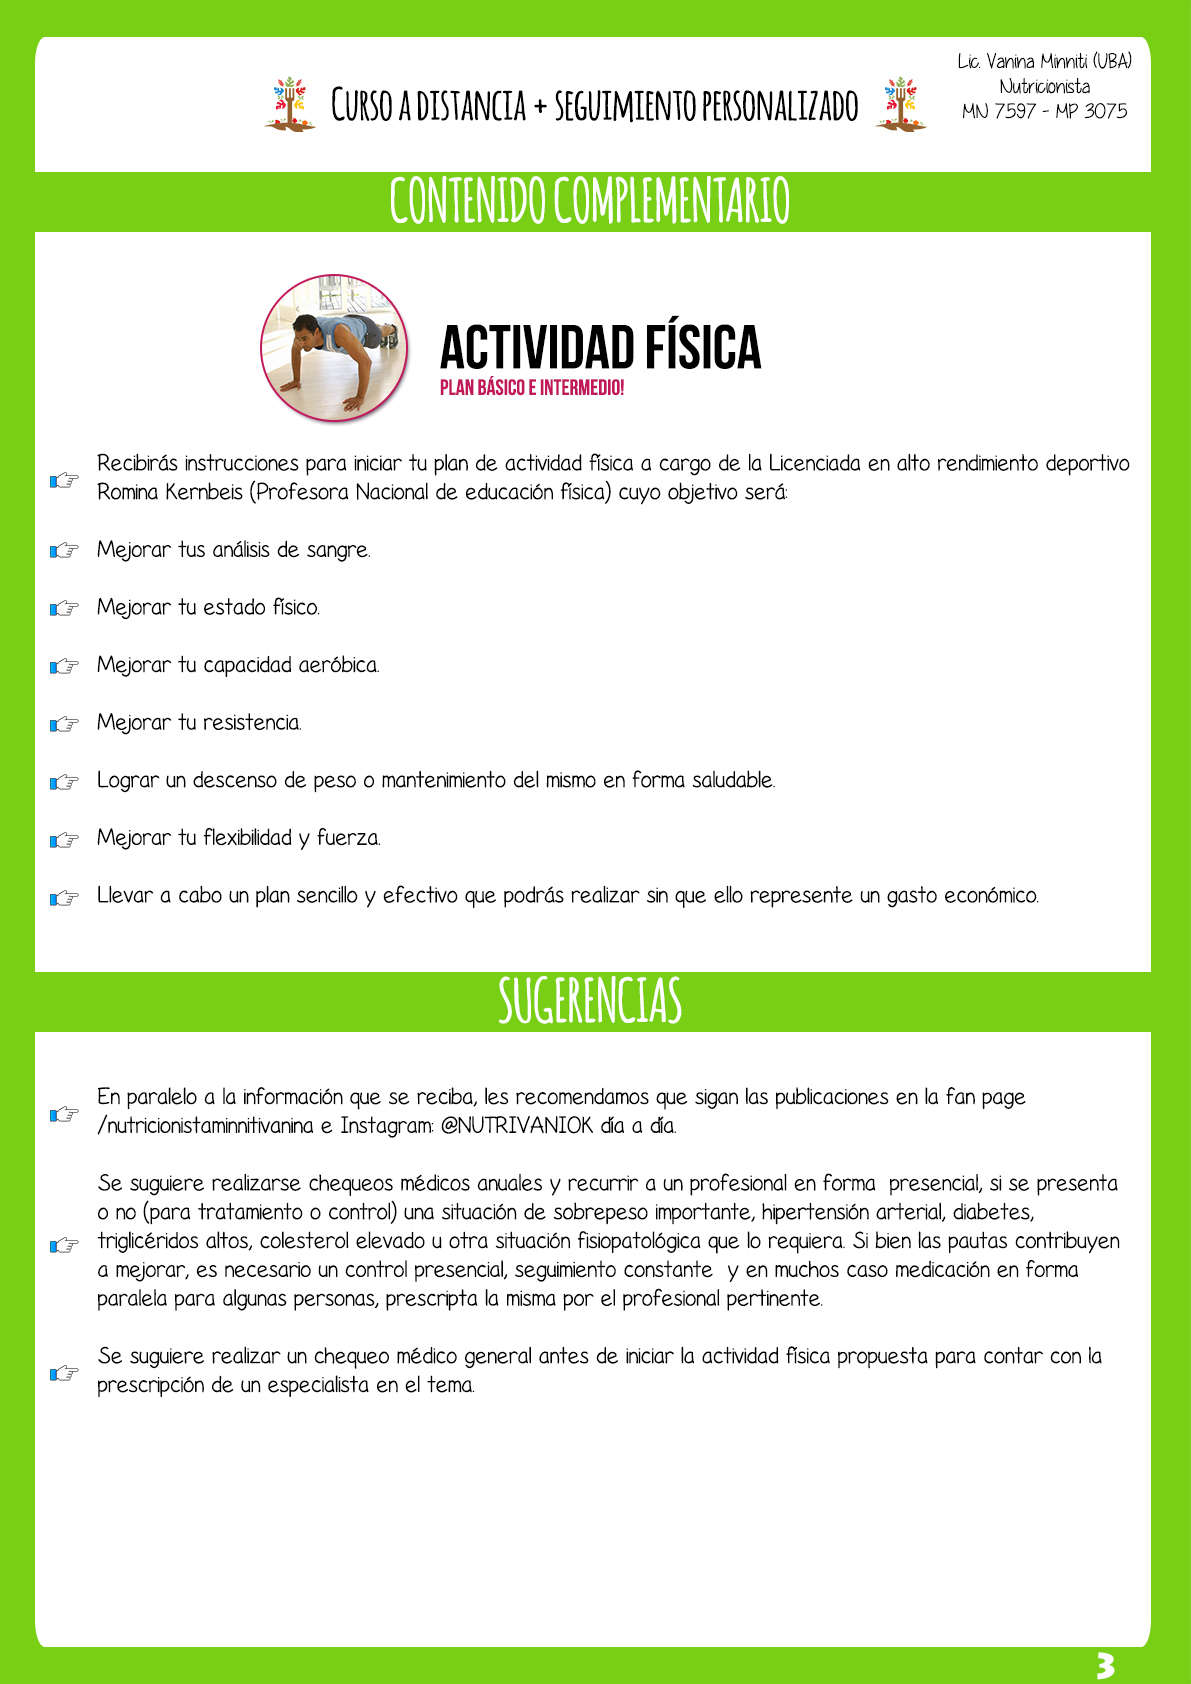 Lic. Vanina Minniti (UBA)
Nutricionista
MN 7597 - MP 3075
CURSO A DISTANCIA + SEGUIMIENTO PERSONALIZADO
CONTENIDO COMPLEMENTARIO
ACTIVIDAD FÍSICA
PLAN BÁSICO E INTERMEDIO!
Recibirás instrucciones para iniciar tu plan de actividad física a cargo de la Licenciada en alto rendimiento deportivo
Romina Kernbeis (Profesora Nacional de educación física) cuyo objetivo será:
Mejorar tus análisis de sangre.
Mejorar tu estado físico.
Mejorar tu capacidad aeróbica.
Mejorar tu resistencia.
Lograr un descenso de peso o mantenimiento del mismo en forma saludable.
Mejorar tu flexibilidad y fuerza.
Llevar a cabo un plan sencillo y efectivo que podrás realizar sin que ello represente un gasto económico.
SUGERENCIAS
En paralelo a la información que se reciba, les recomendamos que sigan las publicaciones en la fan page
/nutricionistaminnitivanina e Instagram: @NUTRIVANIOK día a día.
Se suguiere realizarse chequeos médicos anuales y recurrir a un profesional en forma presencial, si se presenta
o no (para tratamiento o control) una situación de sobrepeso importante, hipertensión arterial, diabetes,
triglicéridos altos, colesterol elevado u otra situación fisiopatológica que lo requiera. Si bien las pautas contribuyen
a mejorar, es necesario un control presencial, seguimiento constante y en muchos caso medicación en forma
paralela para algunas personas, prescripta la misma por el profesional pertinente.
Se suguiere realizar un chequeo médico general antes de iniciar la actividad física propuesta para contar con la
prescripción de un especialista en el tema.
3